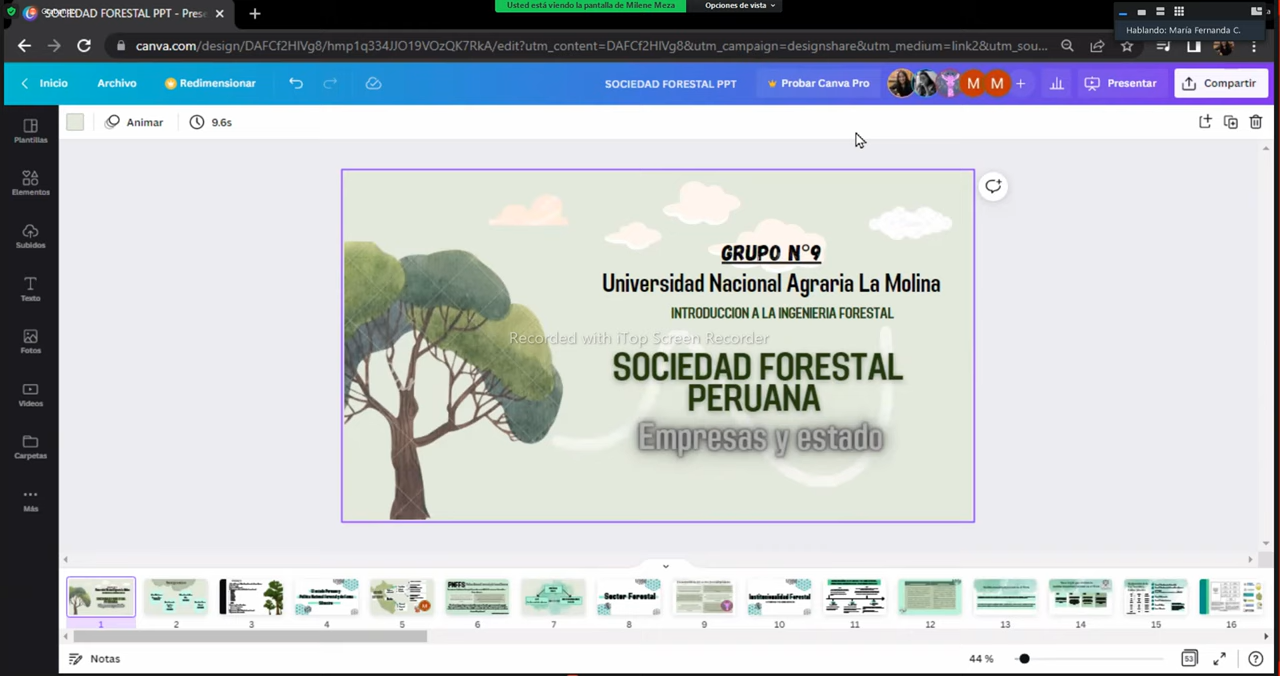 SOCIEDAD FORESTAL PPT - Prese
Usted está viendo la pantalla de Milene Meza
Opciones de vista
Hablando: María Fernanda C.
canva.com/design/DAFCf2HlVg8/hmp1q334JJO19VOzQK7RkA/edit?utm_content=DAFCf2HlVg8&utm_campaign=designshare&utm_medium=link2&utm_sou...
Inicio
Archivo
Redimensionar
SOCIEDAD FORESTAL PPT
Probar Canva Pro
M
M
Presentar
Compartir
Plantillas
Animar
9.6s
Elementos
Subidos
Texto
Fotos
Videos
Carpetas
Más
GRUPO N°9
Universidad Nacional Agraria La Molina
INTRODUCCION A LA INGENIERIA FORESTAL
Recorded with iTop Screen Recorder
SOCIEDAD FORESTAL
PERUANA
Empresas y estado
PNFFS
Sector Forestal
Institucionalidad Forestal
1 2 3 4 5 6 7 8 9 10 11 12 13 14 15 16
Notas
44 %
53